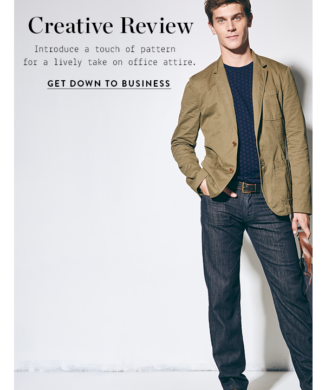 Creative Review
Introduce a touch of pattern
for a lively take on office attire.
GET DOWN TO BUSINESS